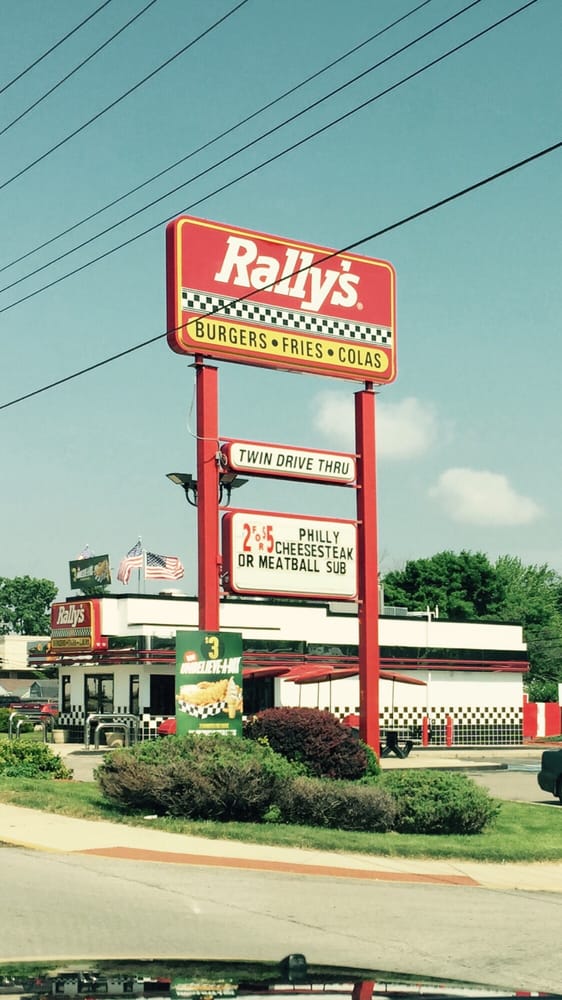 Rally's®
BURGERS • FRIES • COLAS
TWIN DRIVE THRU
2 FOR $5 PHILLY
CHEESESTEAK
OR MEATBALL SUB
Rally's
$3